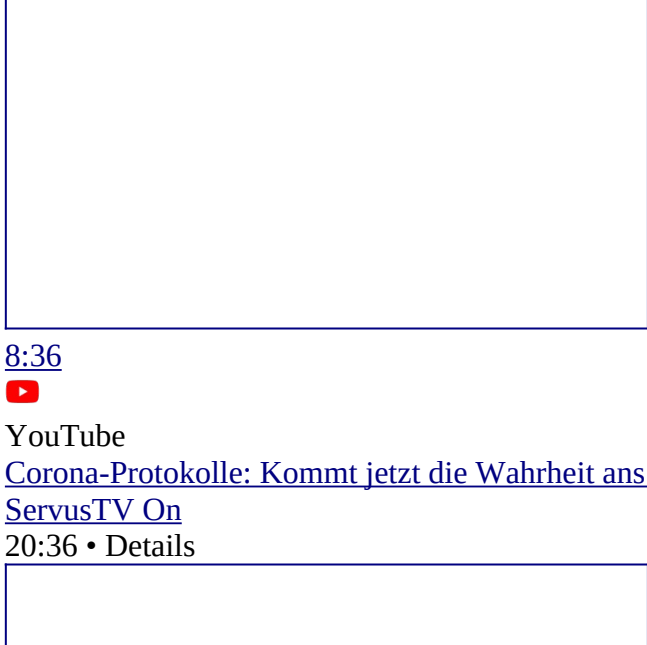 8:36
YouTube
Corona-Protokolle: Kommt jetzt die Wahrheit ans
ServusTV On
20:36 • Details